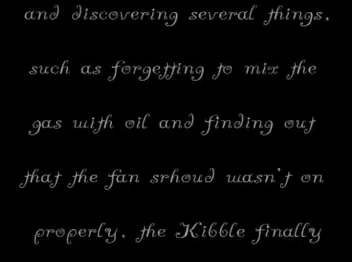 and discovering several things,
such as forgetting to mix the
gas with oil and finding out
that the fan srhoud wasn't on
properly, the Kibble finally